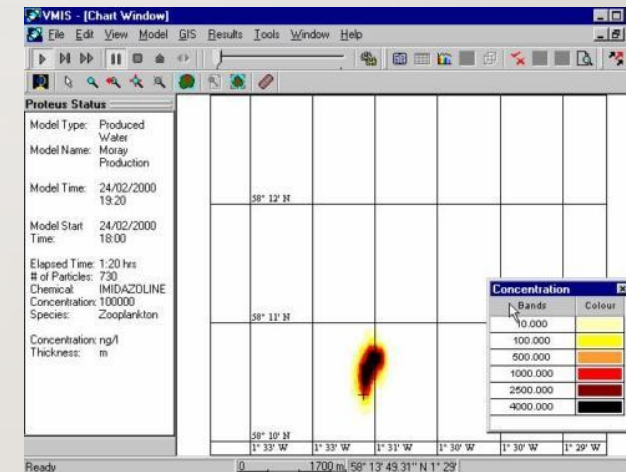 VMIS - [Chart Window]
File Edit View Model GIS Results Tools Window Help
Proteus Status
Model Type: Produced Water
Model Name: Moray Production
Model Time: 24/02/2000 19:20
Model Start Time: 24/02/2000 18:00
Elapsed Time: 1:20 hrs
# of Particles: 730
Chemical: IMIDAZOLINE
Concentration: 100000
Species: Zooplankton
Concentration: ng/l
Thickness: m
58° 12' N
58° 11' N
58° 10' N
1° 33' W 1° 33' W 1° 31' W 1° 30' W 1° 30' W 1° 29' W
Concentration
Bands Colour
10.000
100.000
500.000
1000.000
2500.000
4000.000
Ready 0 1700 m 58° 13' 49.31" N 1° 29'